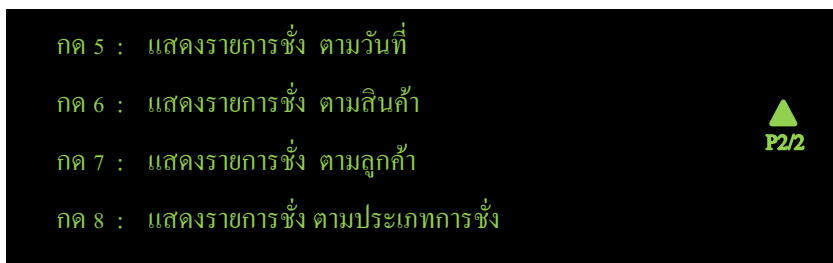 กด 5 : แสดงรายการชั่ง ตามวันที่
กด 6 : แสดงรายการชั่ง ตามสินค้า
กด 7 : แสดงรายการชั่ง ตามลูกค้า
กด 8 : แสดงรายการชั่ง ตามประเภทการชั่ง
P2/2